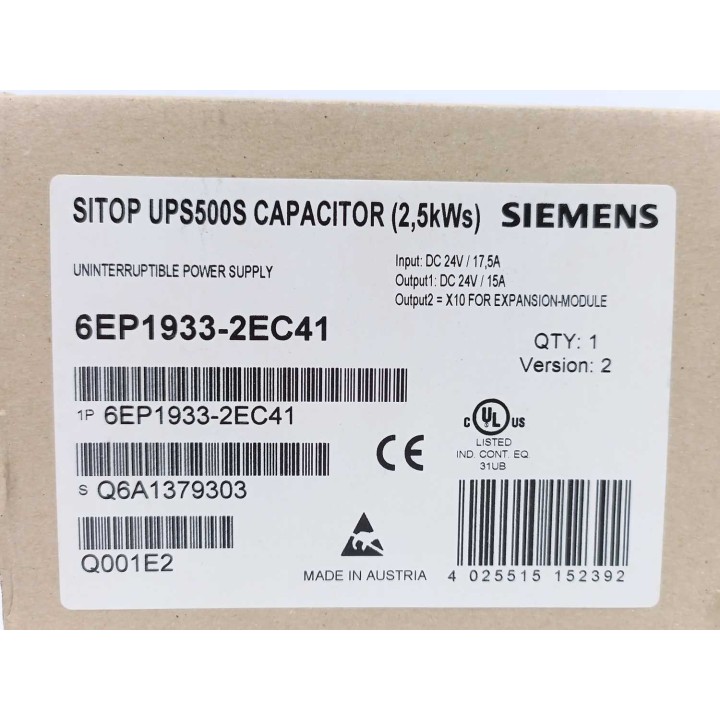 SITOP UPS500S CAPACITOR (2,5kWs) SIEMENS
UNINTERRUPTIBLE POWER SUPPLY
Input: DC 24V / 17,5A
Output1: DC 24V / 15A
Output2 = X10 FOR EXPANSION-MODULE
6EP1933-2EC41
QTY: 1
Version: 2
1P 6EP1933-2EC41
C UL US
LISTED
IND. CONT. EQ.
31UB
CE
S Q6A1379303
Q001E2
MADE IN AUSTRIA
4 025515 152392